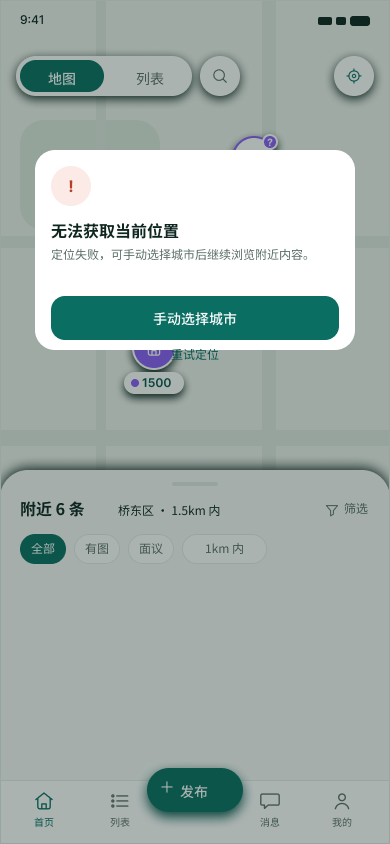 9:41
地图
列表
?
!
无法获取当前位置
定位失败，可手动选择城市后继续浏览附近内容。
手动选择城市
重试定位
1500
附近 6 条
桥东区 · 1.5km 内
筛选
全部
有图
面议
1km 内
+ 发布
首页
列表
消息
我的